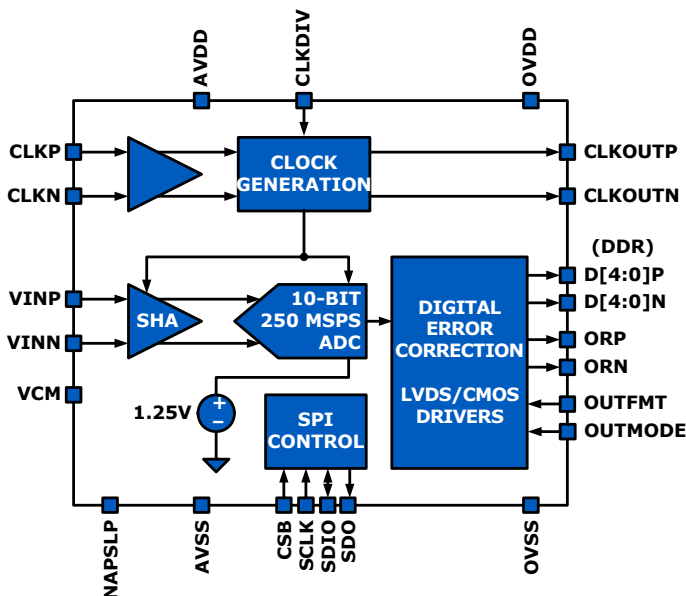 AVDD
CLKDIV
OVDD
CLKP
CLKN
CLOCK
GENERATION
CLKOUTP
CLKOUTN
(DDR)
VINP
VINN
VCM
SHA
10-BIT
250 MSPS
ADC
DIGITAL
ERROR
CORRECTION
LVDS/CMOS
DRIVERS
D[4:0]P
D[4:0]N
ORP
ORN
OUTFMT
OUTMODE
1.25V
+
−
SPI
CONTROL
NAPSLP
AVSS
CSB
SCLK
SDIO
SDO
OVSS